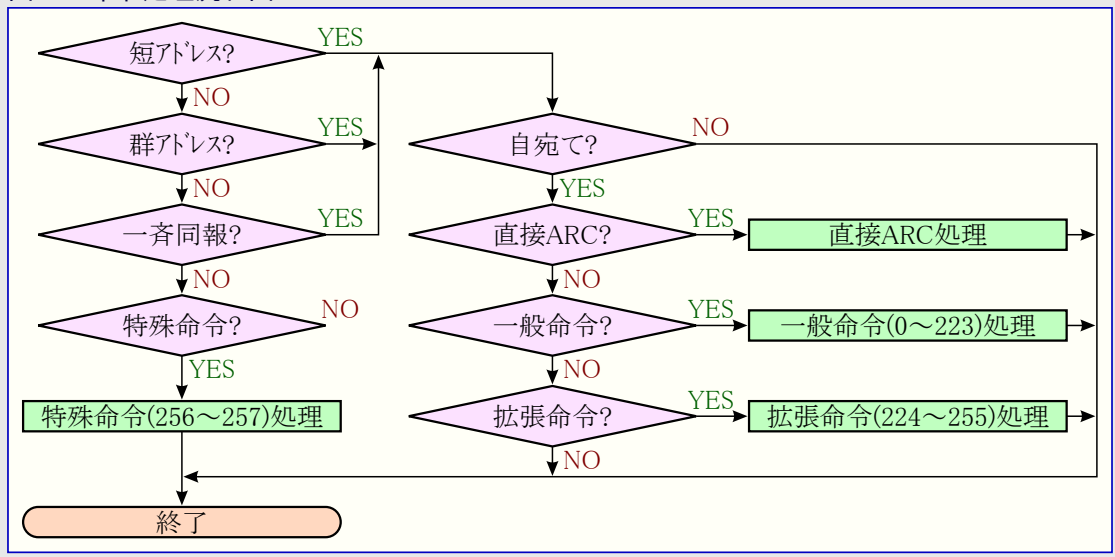 短アドレス?
YES
NO
群アドレス?
YES
NO
一斉同報?
YES
NO
特殊命令?
NO
YES
特殊命令(256～257)処理
終了
自宛て?
NO
YES
直接ARC?
YES
直接ARC処理
NO
一般命令?
YES
一般命令(0～223)処理
NO
拡張命令?
YES
拡張命令(224～255)処理
NO